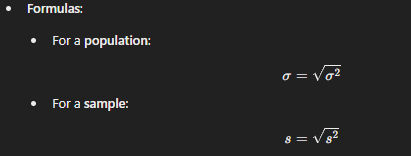 • Formulas:
• For a population:
σ = √σ²
• For a sample:
s = √s²